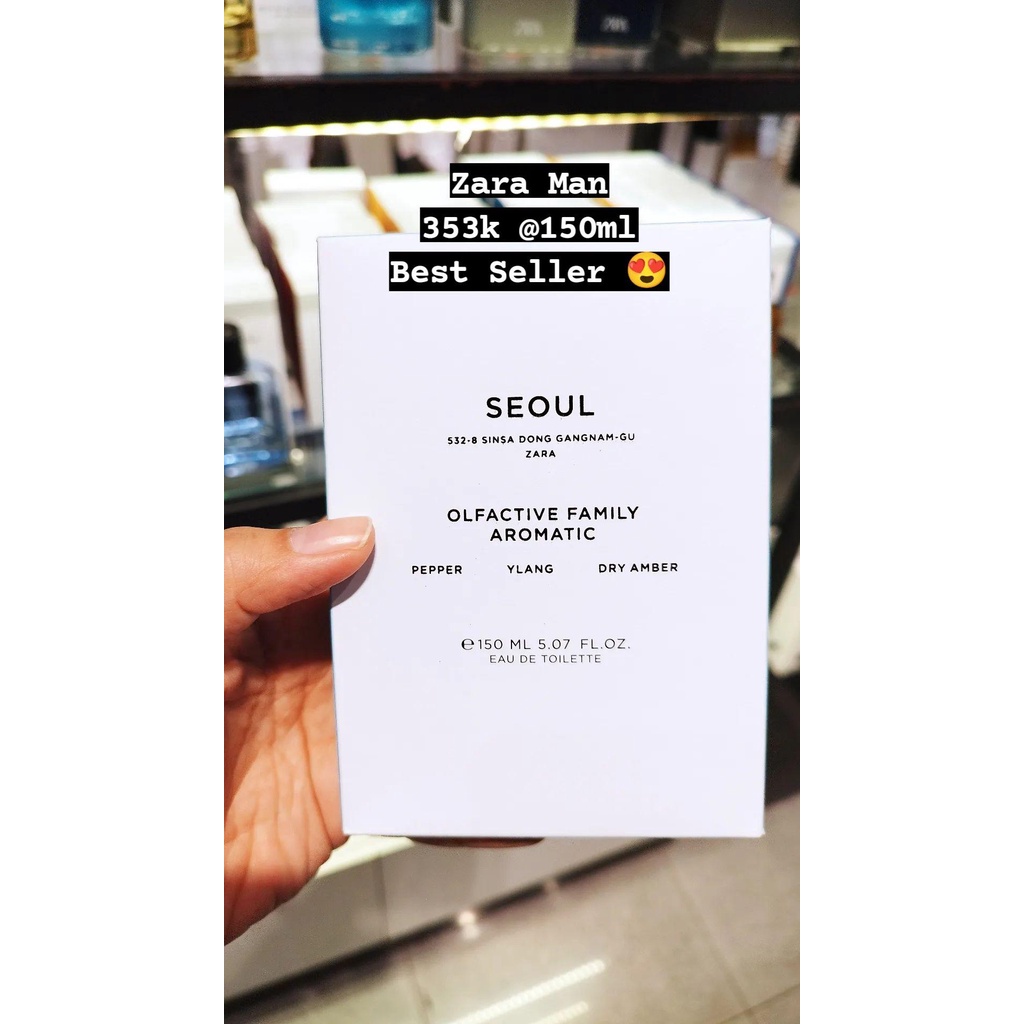 Zara Man
353k @150ml
Best Seller 😍
SEOUL
532-8 SINSA DONG GANGNAM-GU
ZARA
OLFACTIVE FAMILY
AROMATIC
PEPPER YLANG DRY AMBER
℮150 ML 5.07 FL.OZ.
EAU DE TOILETTE